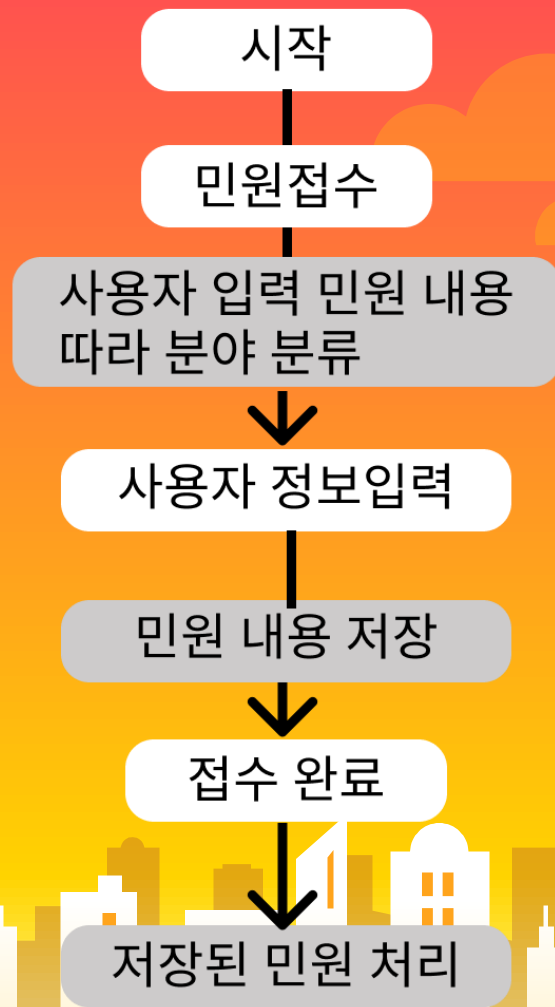 시작
민원접수
사용자 입력 민원 내용
따라 분야 분류
사용자 정보입력
민원 내용 저장
접수 완료
저장된 민원 처리